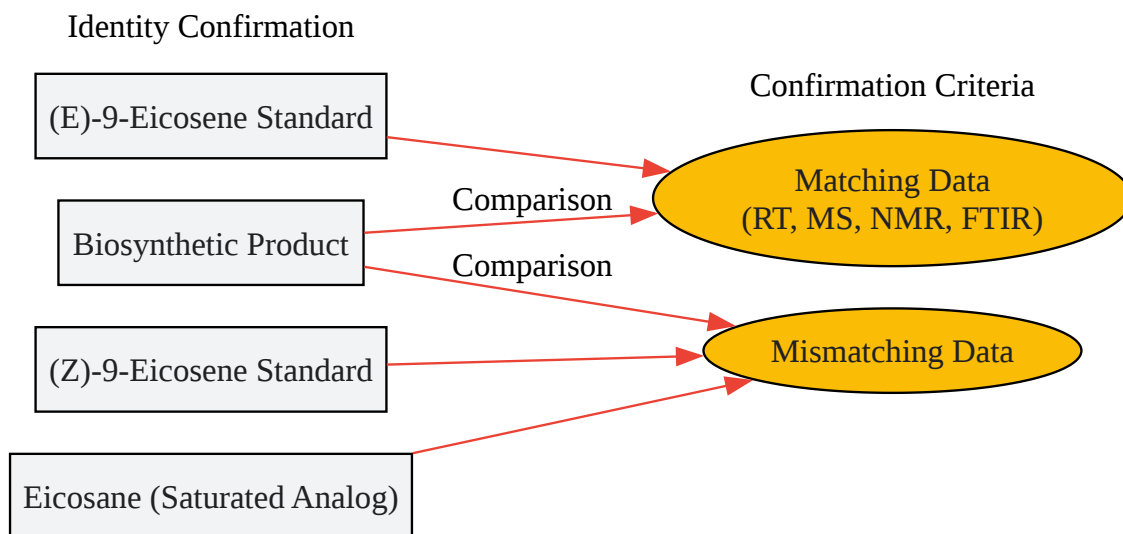 Identity Confirmation
(E)-9-Eicosene Standard
Biosynthetic Product
(Z)-9-Eicosene Standard
Eicosane (Saturated Analog)
Comparison
Comparison
Confirmation Criteria
Matching Data
(RT, MS, NMR, FTIR)
Mismatching Data